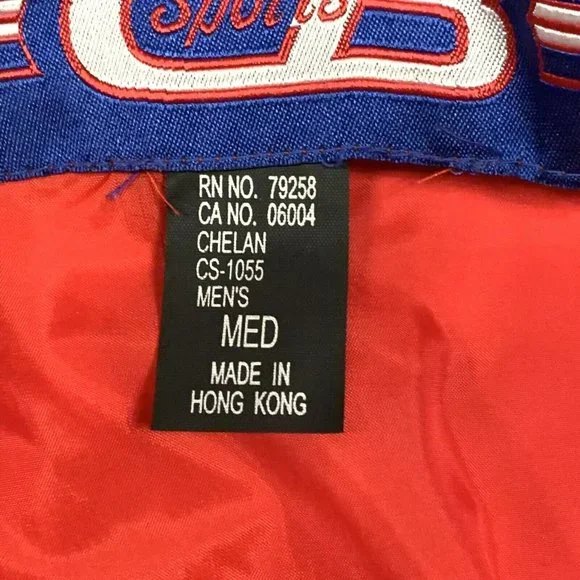 Sports
RN NO. 79258
CA NO. 06004
CHELAN
CS-1055
MEN'S
MED
MADE IN
HONG KONG